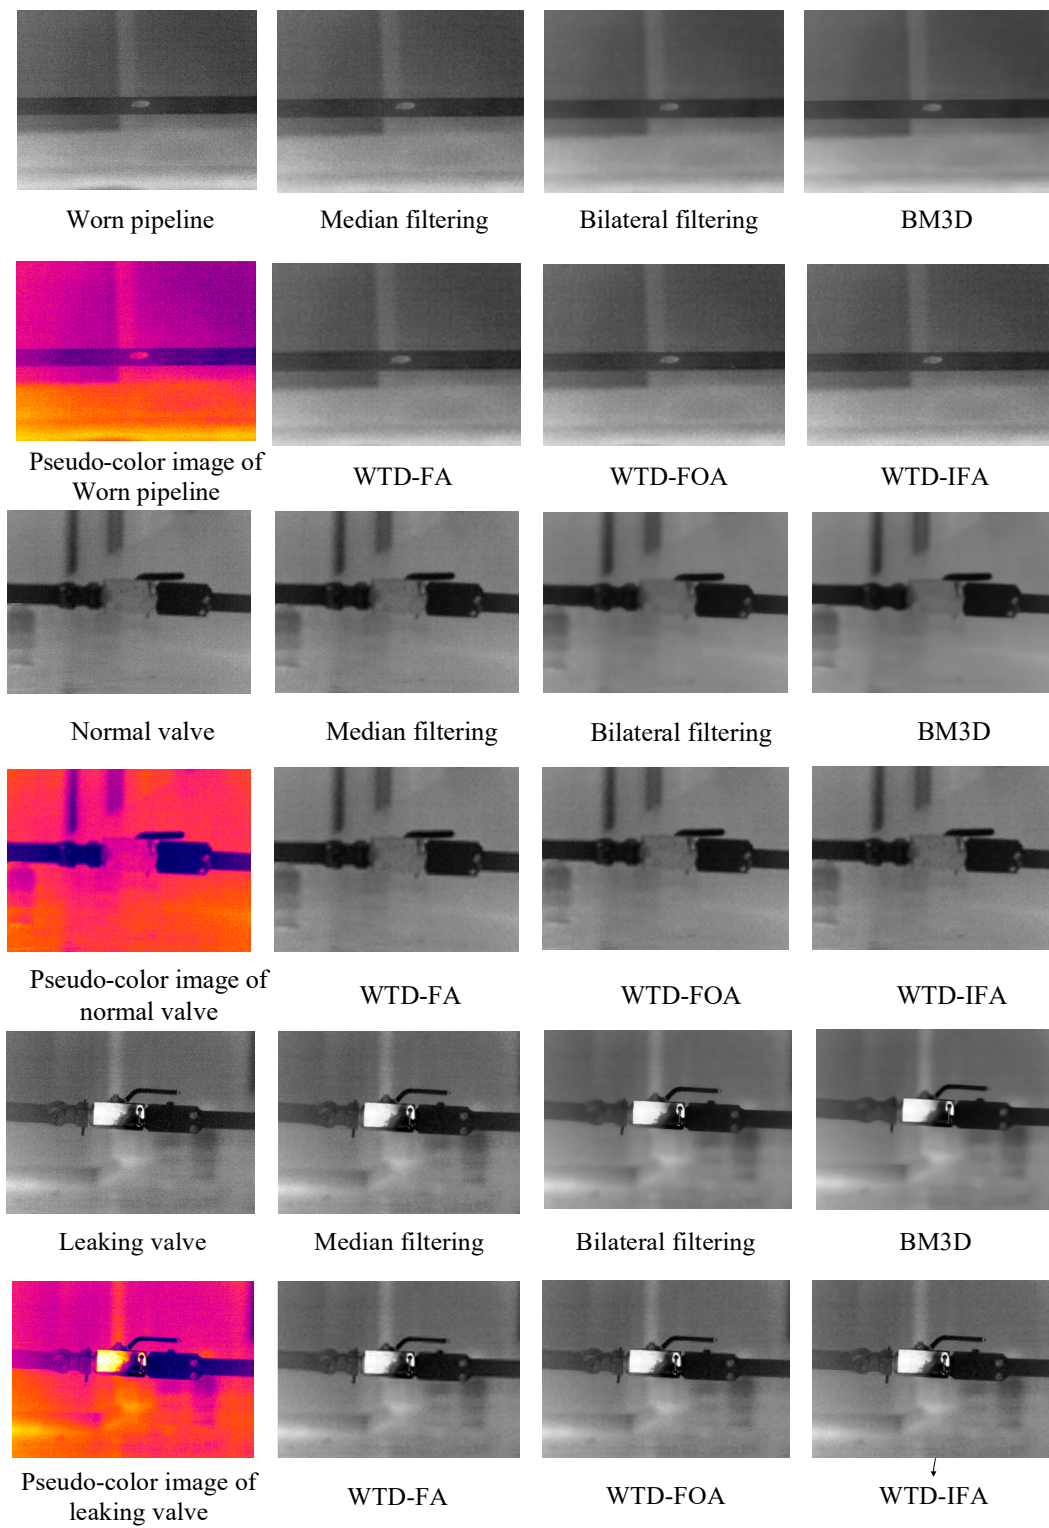 Worn pipeline
Median filtering
Bilateral filtering
BM3D
Pseudo-color image of
Worn pipeline
WTD-FA
WTD-FOA
WTD-IFA
Normal valve
Median filtering
Bilateral filtering
BM3D
Pseudo-color image of
normal valve
WTD-FA
WTD-FOA
WTD-IFA
Leaking valve
Median filtering
Bilateral filtering
BM3D
Pseudo-color image of
leaking valve
WTD-FA
WTD-FOA
WTD-IFA